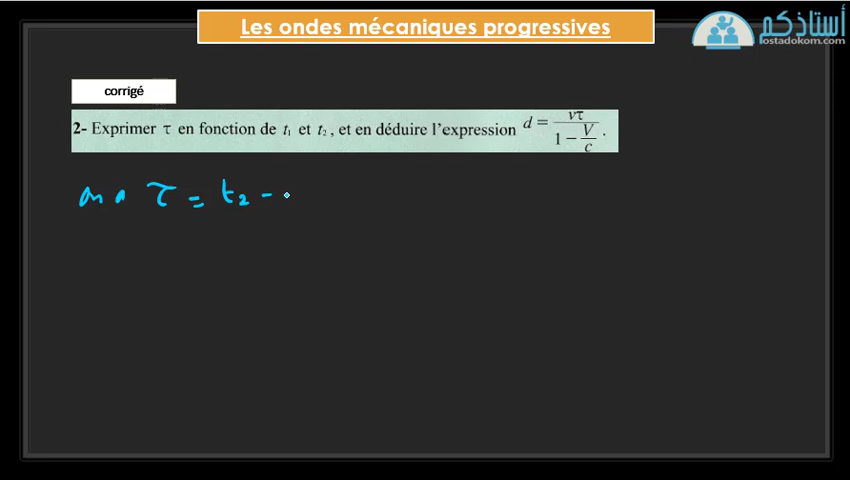 Les ondes mécaniques progressives
أستاذكم
ostadokom.com
corrigé
2- Exprimer τ en fonction de t₁ et t₂, et en déduire l'expression d = vτ / (1 − V/c).
on a τ = t₂ -